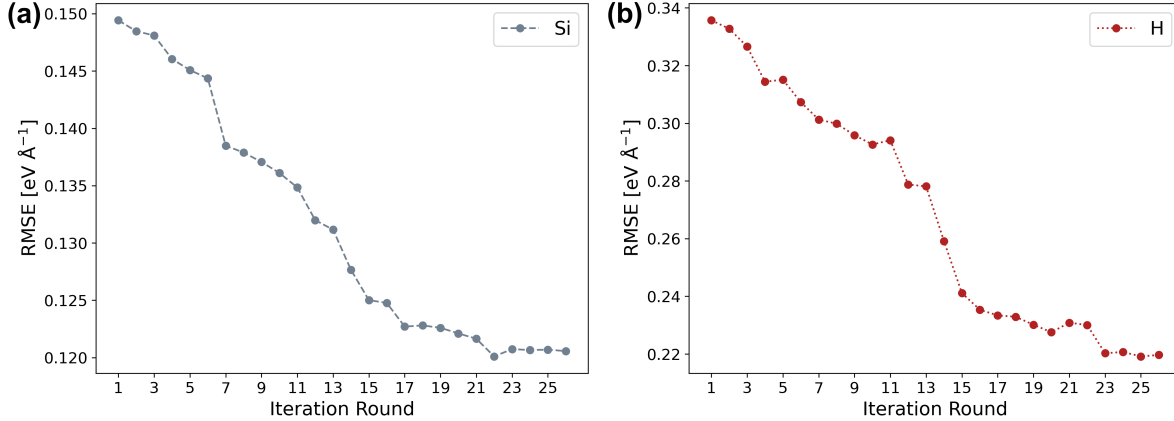 (a)
Si
0.150
0.145
0.140
0.135
0.130
0.125
0.120
RMSE [eV Å⁻¹]
1 3 5 7 9 11 13 15 17 19 21 23 25
Iteration Round
(b)
H
0.34
0.32
0.30
0.28
0.26
0.24
0.22
RMSE [eV Å⁻¹]
1 3 5 7 9 11 13 15 17 19 21 23 25
Iteration Round